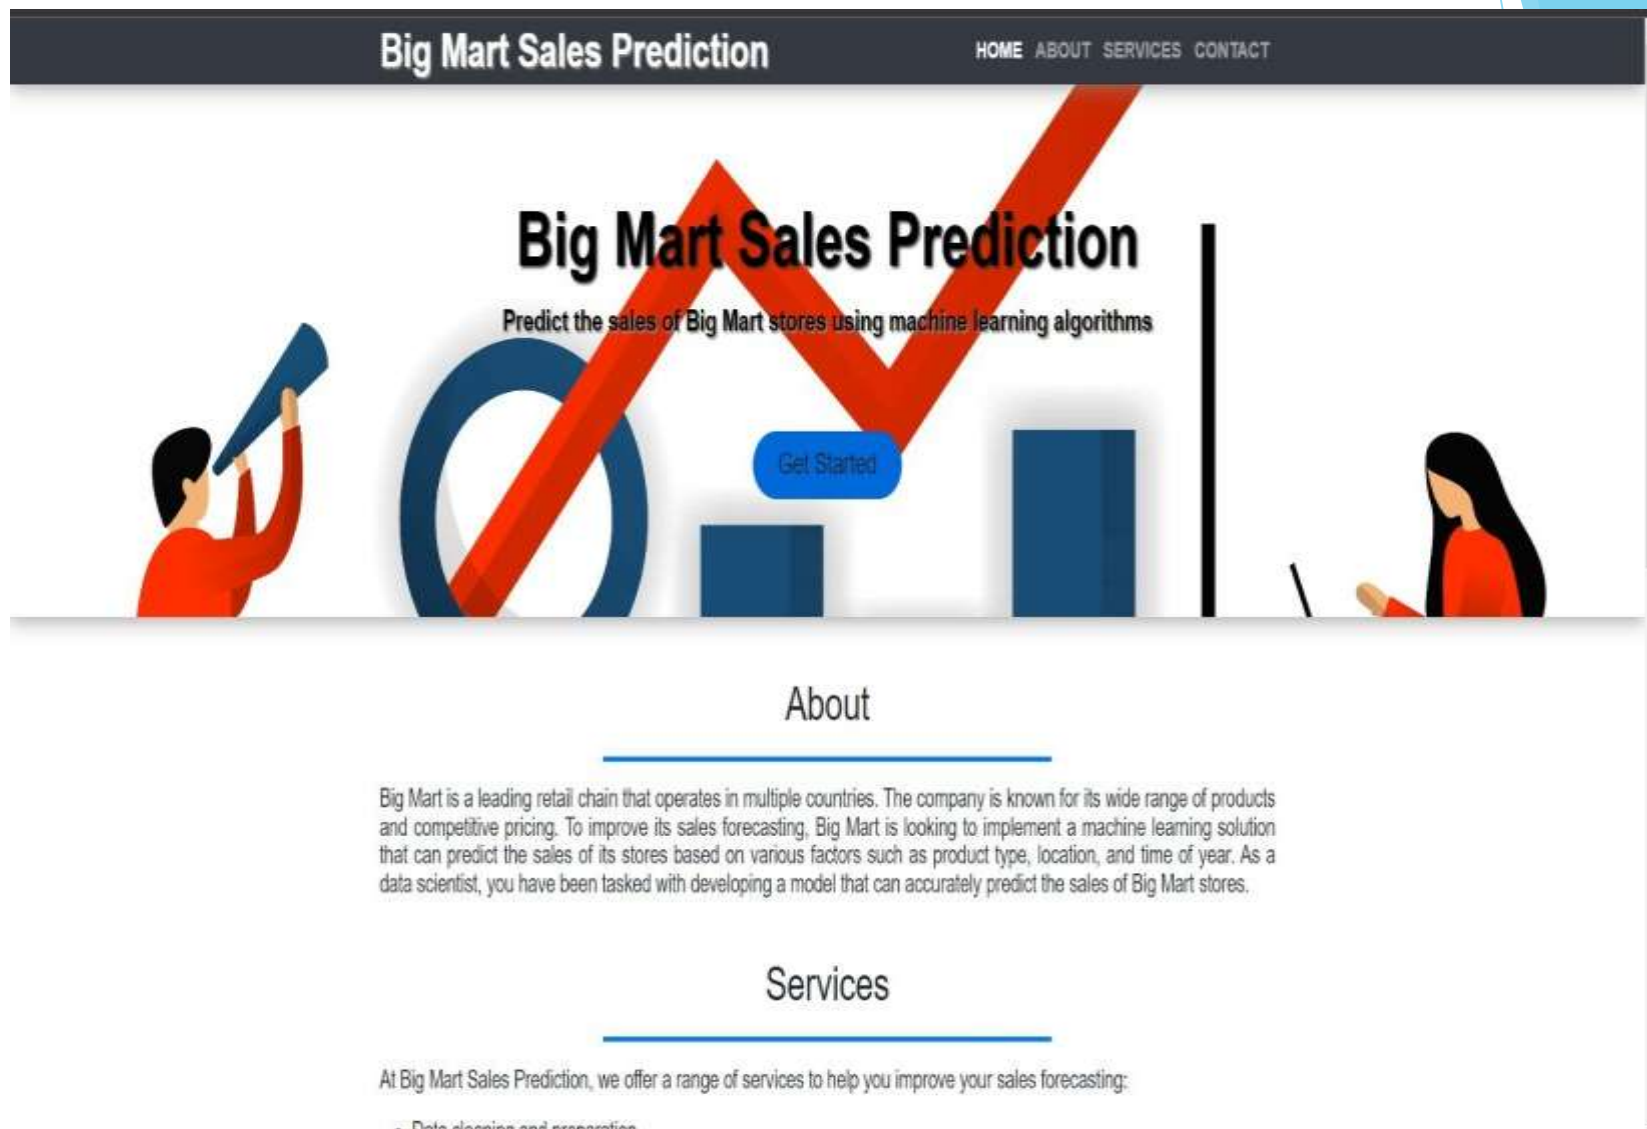 Big Mart Sales Prediction
HOME ABOUT SERVICES CONTACT
Big Mart Sales Prediction
Predict the sales of Big Mart stores using machine learning algorithms
Get Started
About
Big Mart is a leading retail chain that operates in multiple countries. The company is known for its wide range of products
and competitive pricing. To improve its sales forecasting, Big Mart is looking to implement a machine learning solution
that can predict the sales of its stores based on various factors such as product type, location, and time of year. As a
data scientist, you have been tasked with developing a model that can accurately predict the sales of Big Mart stores.
Services
At Big Mart Sales Prediction, we offer a range of services to help you improve your sales forecasting:
• Data cleaning and preparation